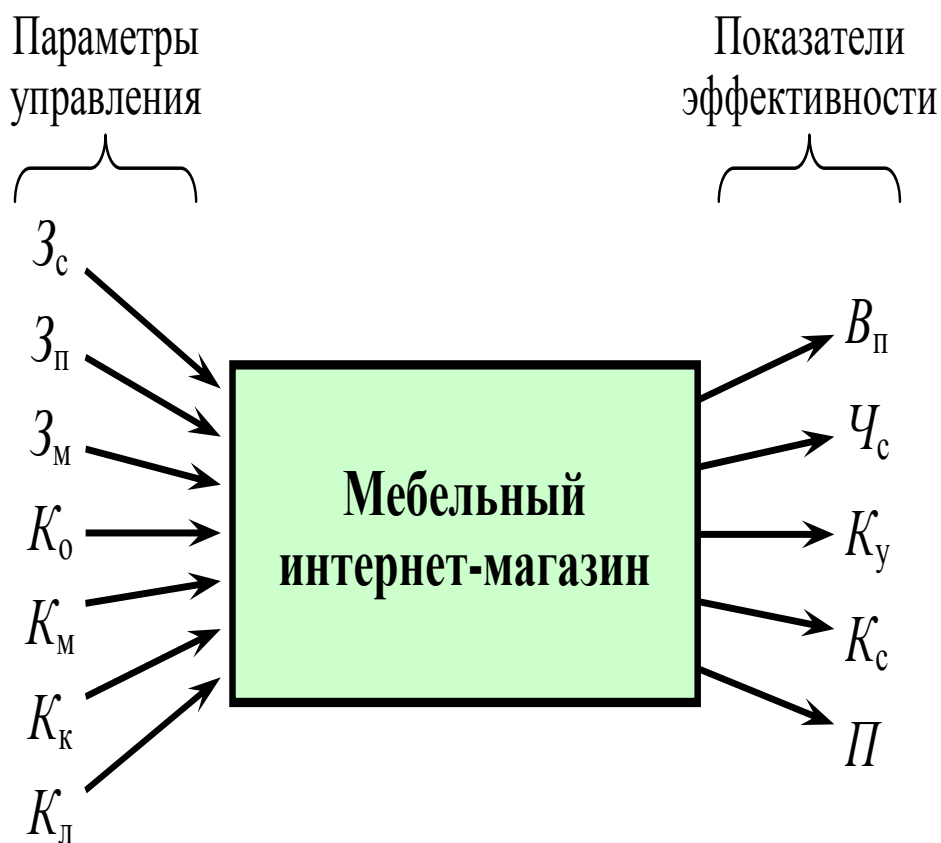 Параметры
управления
Показатели
эффективности
Зс
Зп
Зм
Ко
Км
Кк
Кл
Мебельный
интернет-магазин
Вп
Чс
Ку
Кс
П